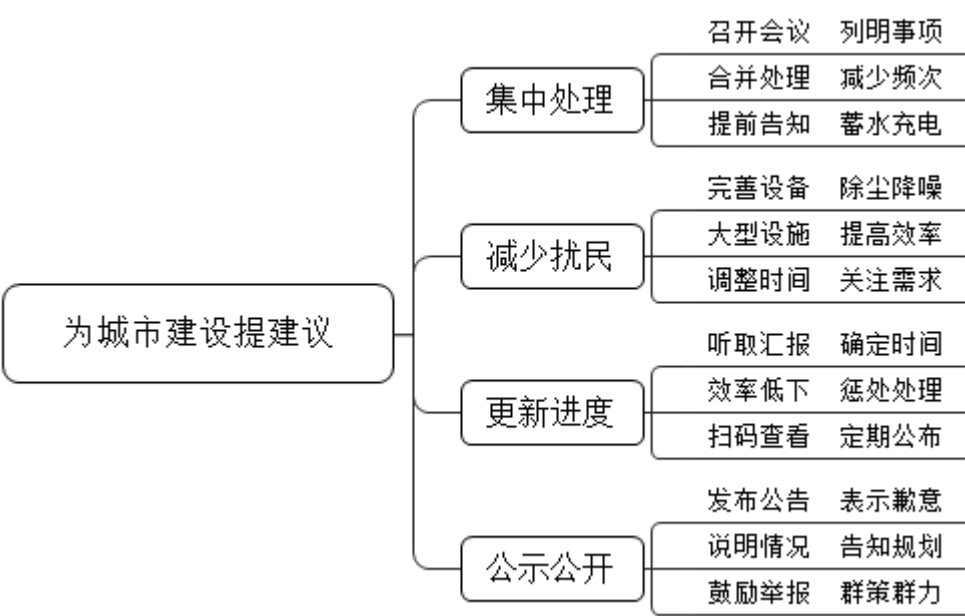 为城市建设提建议
集中处理
召开会议 列明事项
合并处理 减少频次
提前告知 蓄水充电
减少扰民
完善设备 除尘降噪
大型设施 提高效率
调整时间 关注需求
更新进度
听取汇报 确定时间
效率低下 惩处处理
扫码查看 定期公布
公示公开
发布公告 表示歉意
说明情况 告知规划
鼓励举报 群策群力